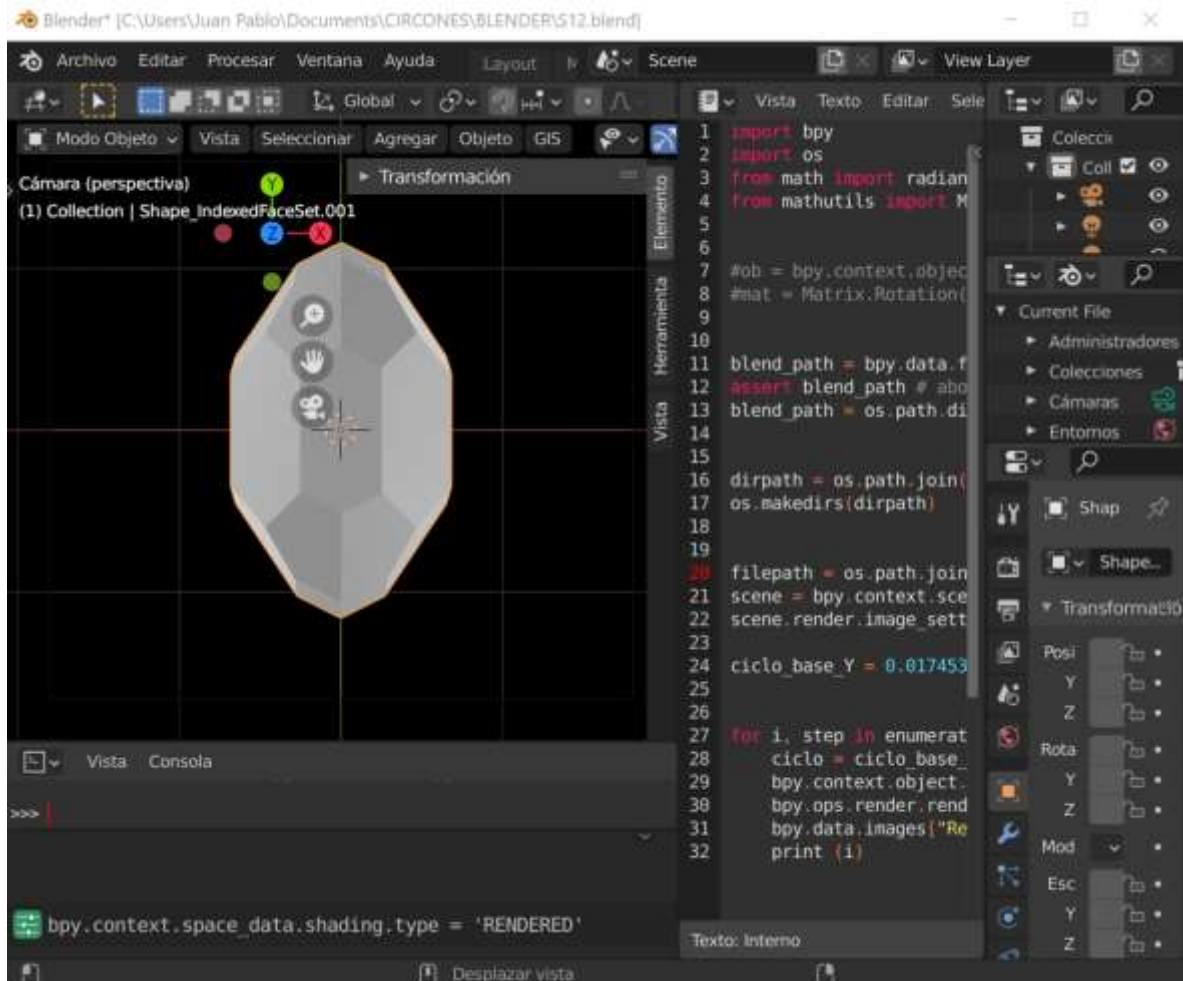 Blender* [C:\Users\Juan Pablo\Documents\CIRCONES\BLENDER\S12.blend]
Archivo Editar Procesar Ventana Ayuda Layout Scene View Layer
Global
Vista Texto Editar Sele
Modo Objeto Vista Seleccionar Agregar Objeto GIS
Cámara (perspectiva)
(1) Collection | Shape_IndexedFaceSet.001
Transformación
Y
Z X
Elemento
Herramienta
Vista
1 import bpy
2 import os
3 from math import radian
4 from mathutils import M
5
6
7 #ob = bpy.context.objec
8 #mat = Matrix.Rotation(
9
10
11 blend_path = bpy.data.f
12 assert blend_path # abo
13 blend_path = os.path.di
14
15
16 dirpath = os.path.join(
17 os.makedirs(dirpath)
18
19
20 filepath = os.path.join
21 scene = bpy.context.sce
22 scene.render.image_sett
23
24 ciclo_base_Y = 0.017453
25
26
27 for i, step in enumerat
28 ciclo = ciclo_base_
29 bpy.context.object.
30 bpy.ops.render.rend
31 bpy.data.images["Re
32 print (i)
Texto: Interno
Colecci
Coll
Current File
Administradores
Colecciones
Cámaras
Entornos
Shap
Shape...
Transformació
Posi
Y
Z
Rota
Y
Z
Mod
Esc
Y
Z
Vista Consola
>>>
bpy.context.space_data.shading.type = 'RENDERED'
Desplazar vista